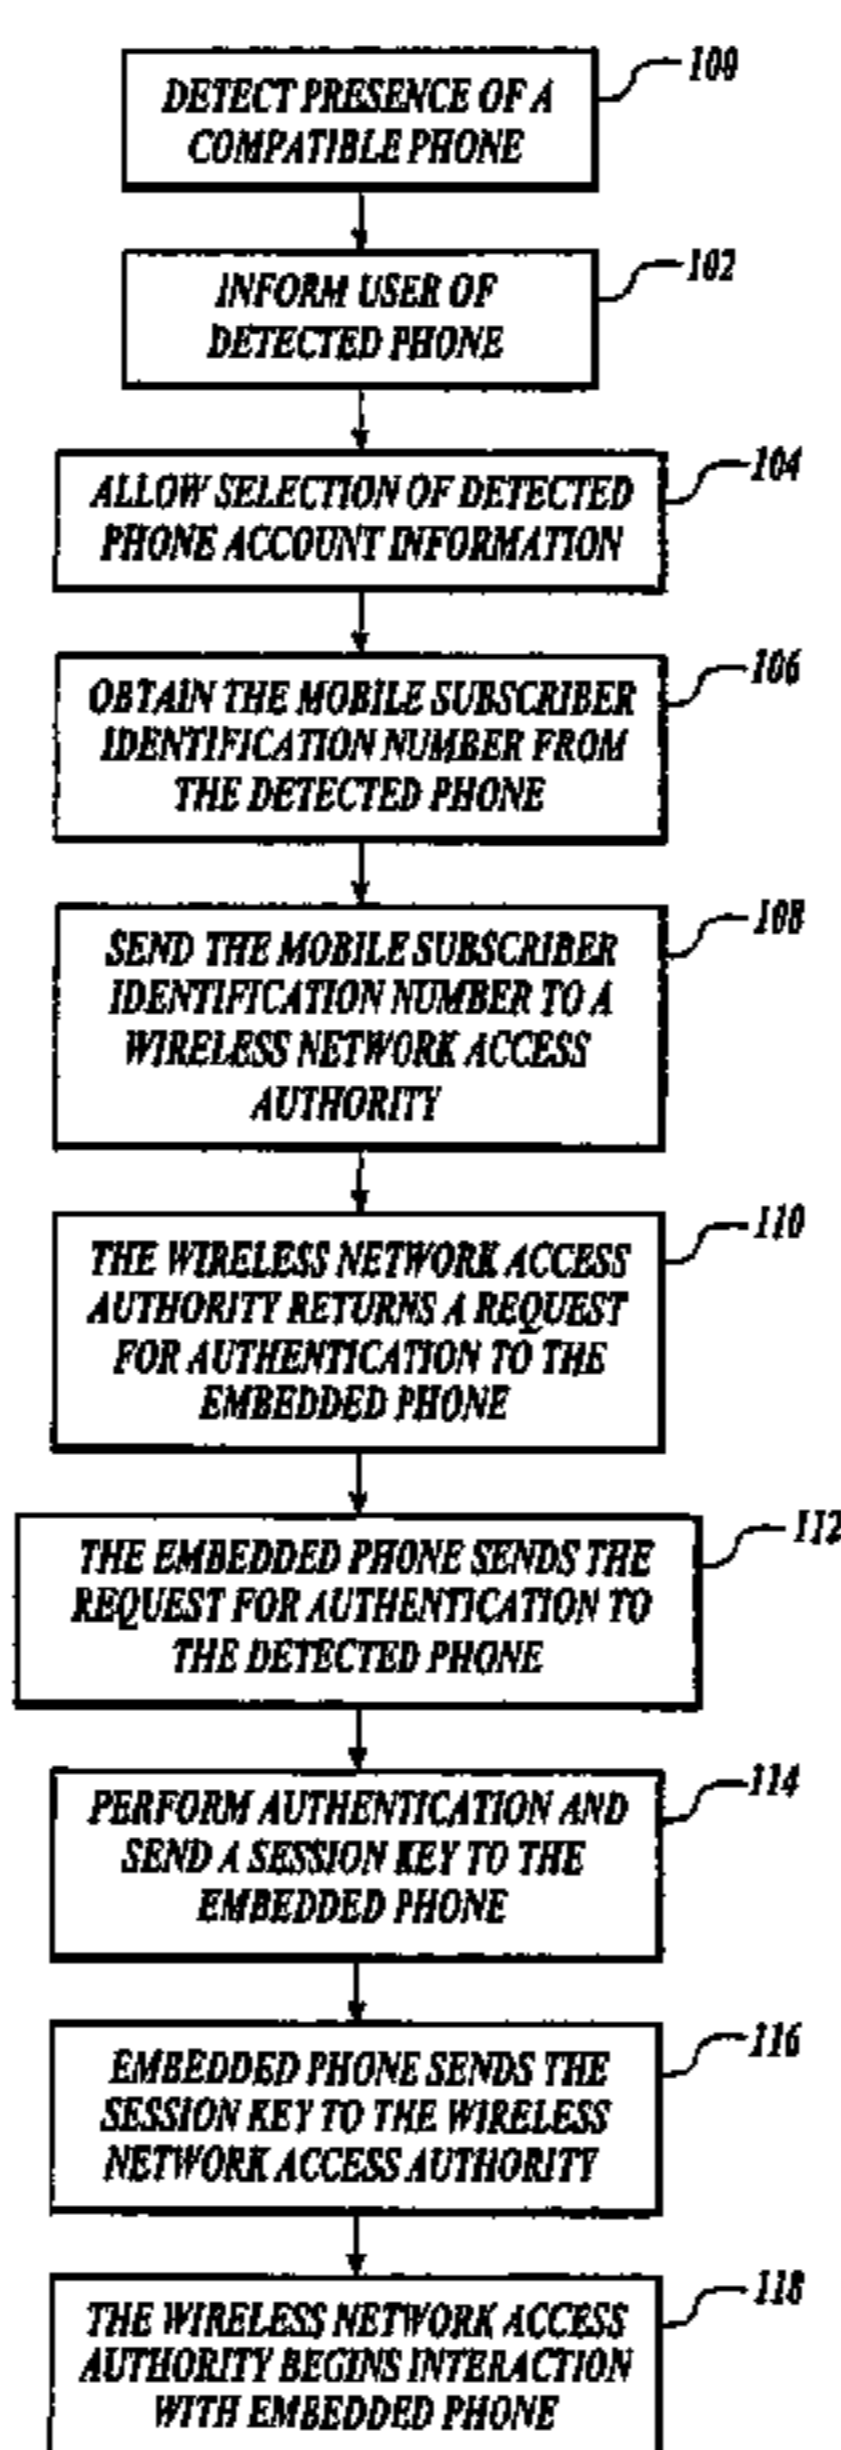 100
DETECT PRESENCE OF A
COMPATIBLE PHONE
102
INFORM USER OF
DETECTED PHONE
104
ALLOW SELECTION OF DETECTED
PHONE ACCOUNT INFORMATION
106
OBTAIN THE MOBILE SUBSCRIBER
IDENTIFICATION NUMBER FROM
THE DETECTED PHONE
108
SEND THE MOBILE SUBSCRIBER
IDENTIFICATION NUMBER TO A
WIRELESS NETWORK ACCESS
AUTHORITY
110
THE WIRELESS NETWORK ACCESS
AUTHORITY RETURNS A REQUEST
FOR AUTHENTICATION TO THE
EMBEDDED PHONE
112
THE EMBEDDED PHONE SENDS THE
REQUEST FOR AUTHENTICATION TO
THE DETECTED PHONE
114
PERFORM AUTHENTICATION AND
SEND A SESSION KEY TO THE
EMBEDDED PHONE
116
EMBEDDED PHONE SENDS THE
SESSION KEY TO THE WIRELESS
NETWORK ACCESS AUTHORITY
118
THE WIRELESS NETWORK ACCESS
AUTHORITY BEGINS INTERACTION
WITH EMBEDDED PHONE